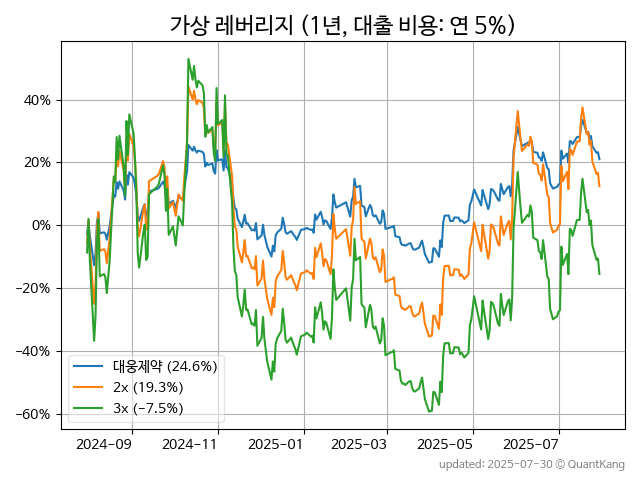 가상 레버리지 (1년, 대출 비용: 연 5%)
40%
20%
0%
−20%
−40%
−60%
대웅제약 (24.6%)
2x (19.3%)
3x (−7.5%)
2024-09
2024-11
2025-01
2025-03
2025-05
2025-07
updated: 2025-07-30 © QuantKang